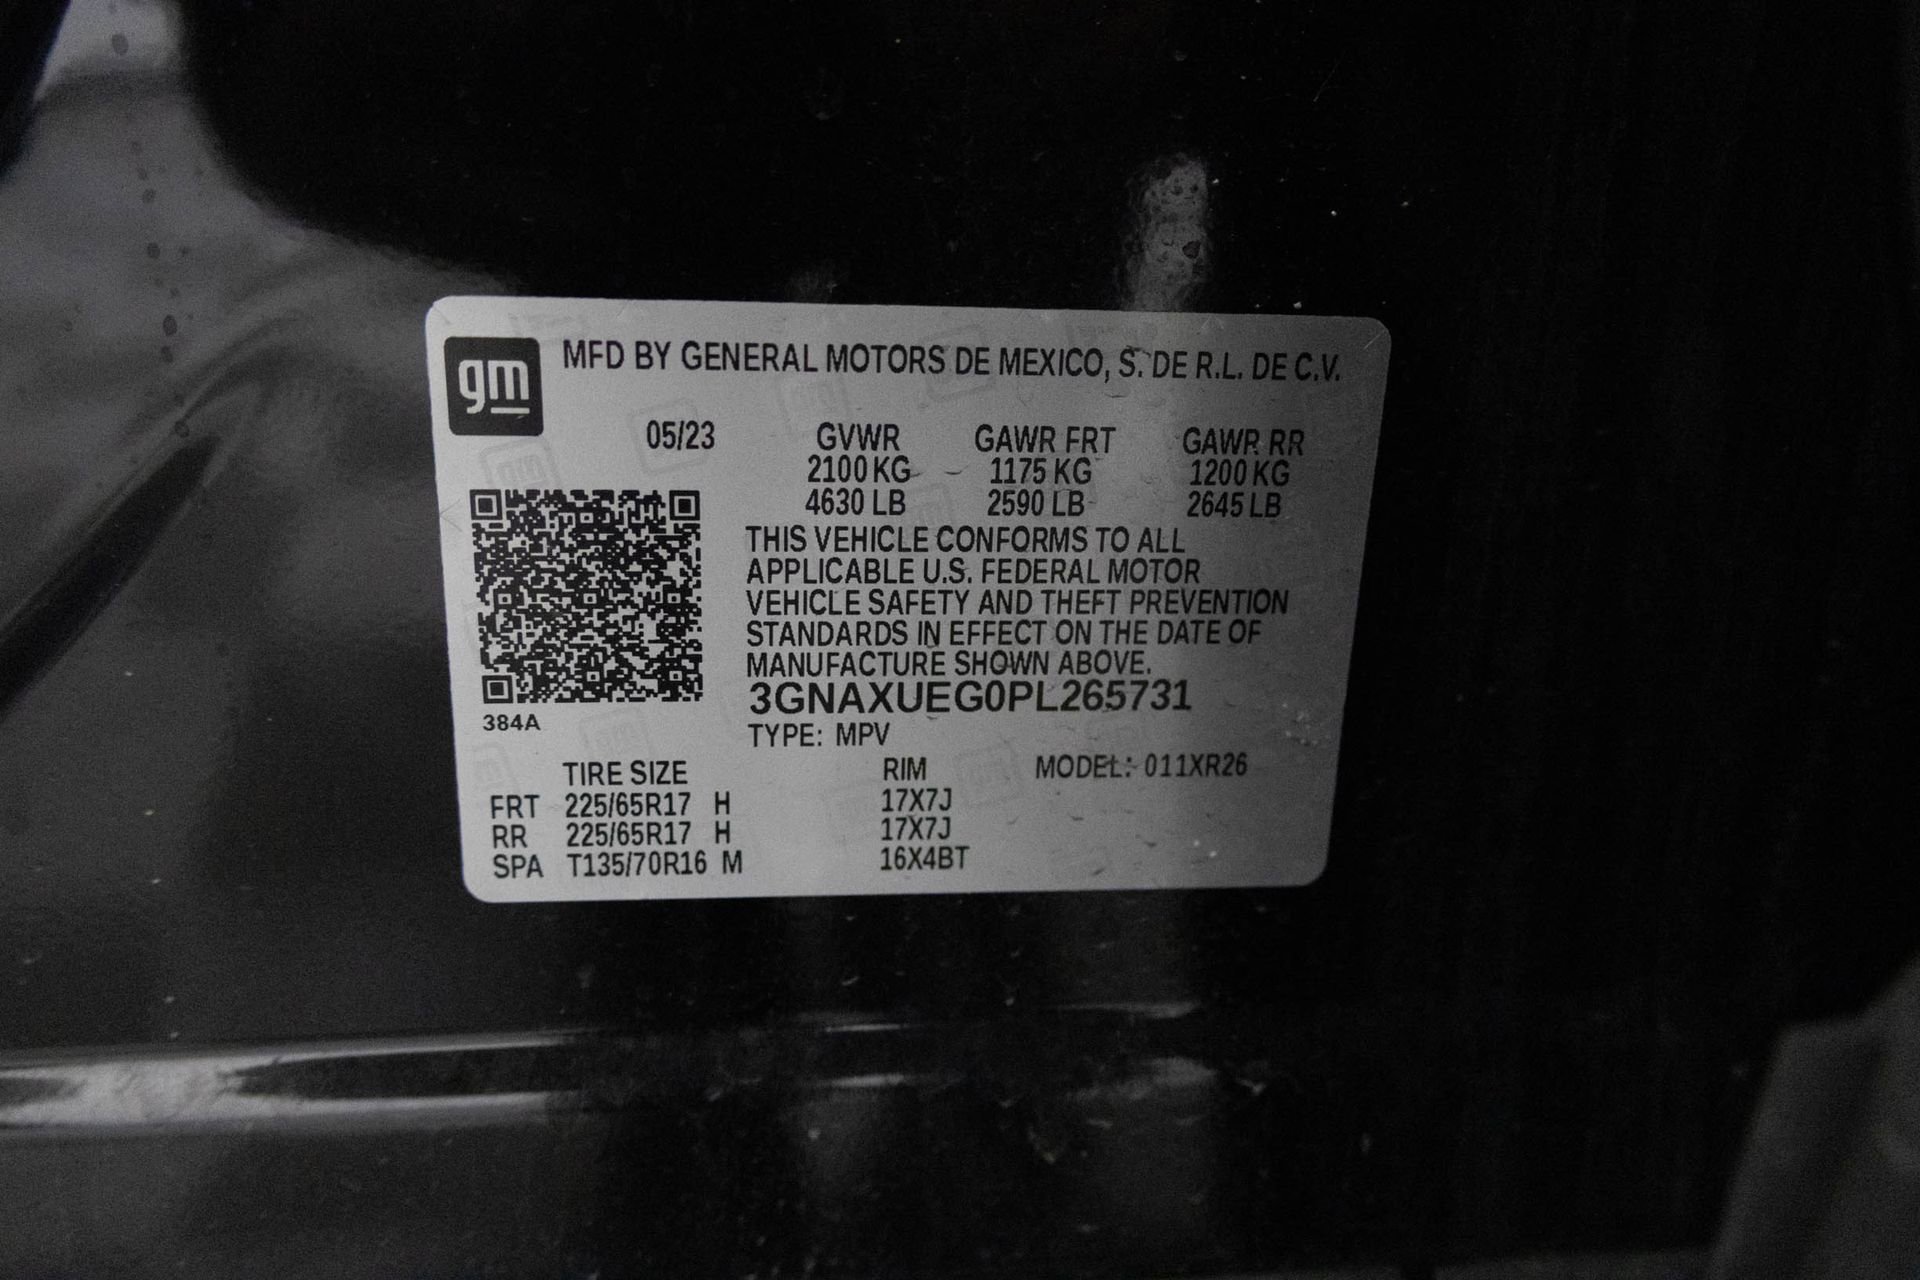 gm MFD BY GENERAL MOTORS DE MEXICO, S. DE R.L. DE C.V.
05/23 GVWR GAWR FRT GAWR RR
2100 KG 1175 KG 1200 KG
4630 LB 2590 LB 2645 LB
THIS VEHICLE CONFORMS TO ALL
APPLICABLE U.S. FEDERAL MOTOR
VEHICLE SAFETY AND THEFT PREVENTION
STANDARDS IN EFFECT ON THE DATE OF
MANUFACTURE SHOWN ABOVE.
3GNAXUEG0PL265731
384A
TYPE: MPV
TIRE SIZE RIM MODEL: 011XR26
FRT 225/65R17 H 17X7J
RR 225/65R17 H 17X7J
SPA T135/70R16 M 16X4BT